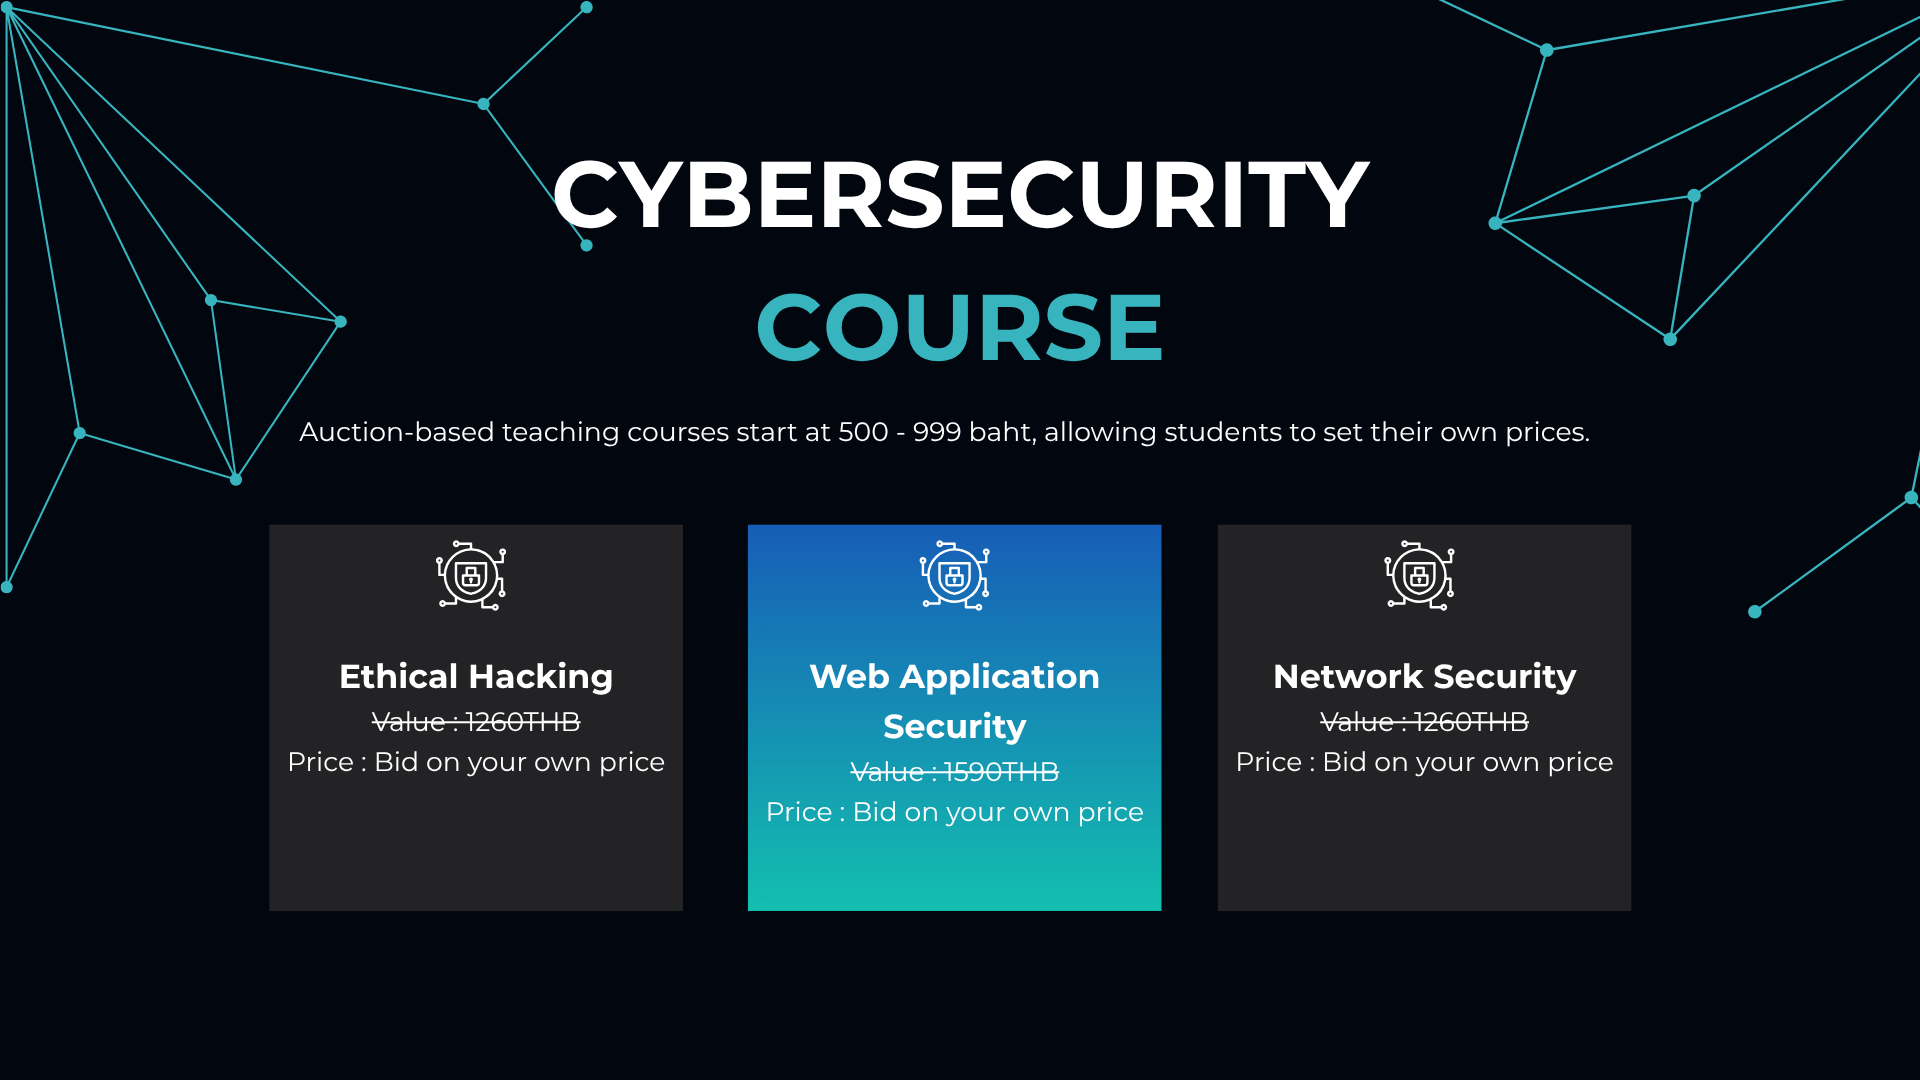 CYBERSECURITY
COURSE
Auction-based teaching courses start at 500 - 999 baht, allowing students to set their own prices.
Ethical Hacking
Value : 1260THB
Price : Bid on your own price
Web Application
Security
Value : 1590THB
Price : Bid on your own price
Network Security
Value : 1260THB
Price : Bid on your own price